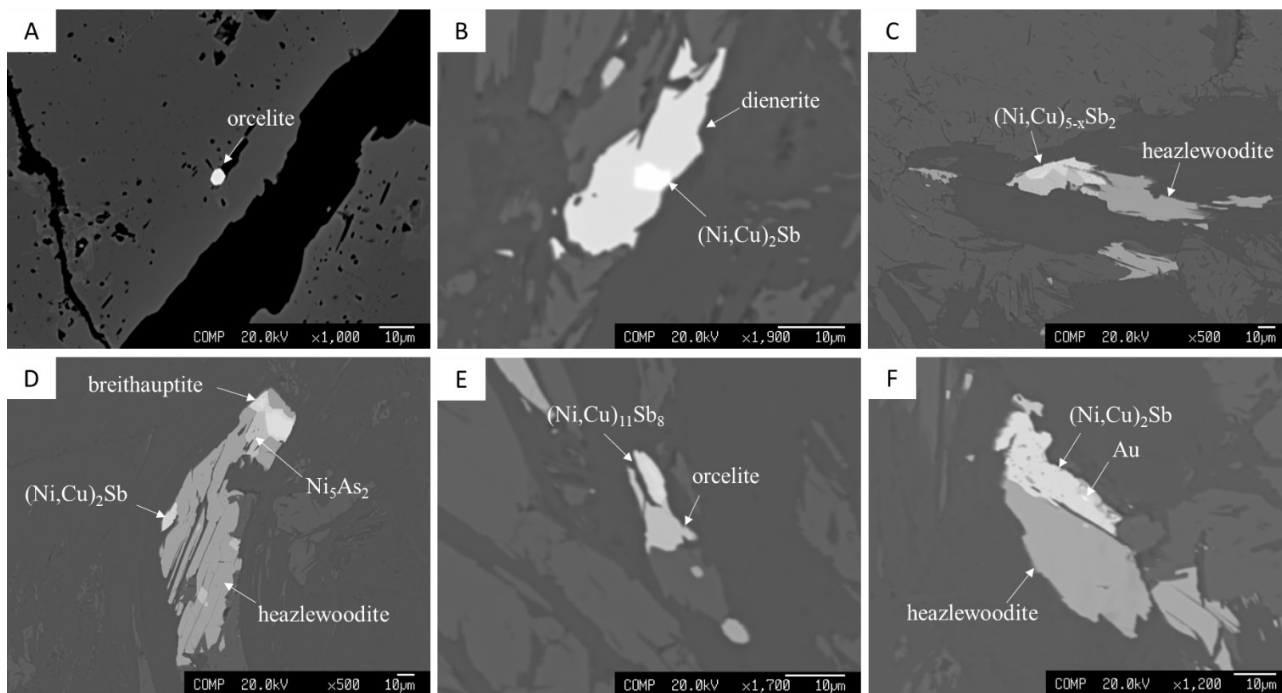 A
orcelite
COMP 20.0kV ×1,000 10µm
B
dienerite
(Ni,Cu)₂Sb
COMP 20.0kV ×1,900 10µm
C
(Ni,Cu)₅₋ₓSb₂
heazlewoodite
COMP 20.0kV ×500 10µm
D
breithauptite
Ni₅As₂
(Ni,Cu)₂Sb
heazlewoodite
COMP 20.0kV ×500 10µm
E
(Ni,Cu)₁₁Sb₈
orcelite
COMP 20.0kV ×1,700 10µm
F
(Ni,Cu)₂Sb
Au
heazlewoodite
COMP 20.0kV ×1,200 10µm